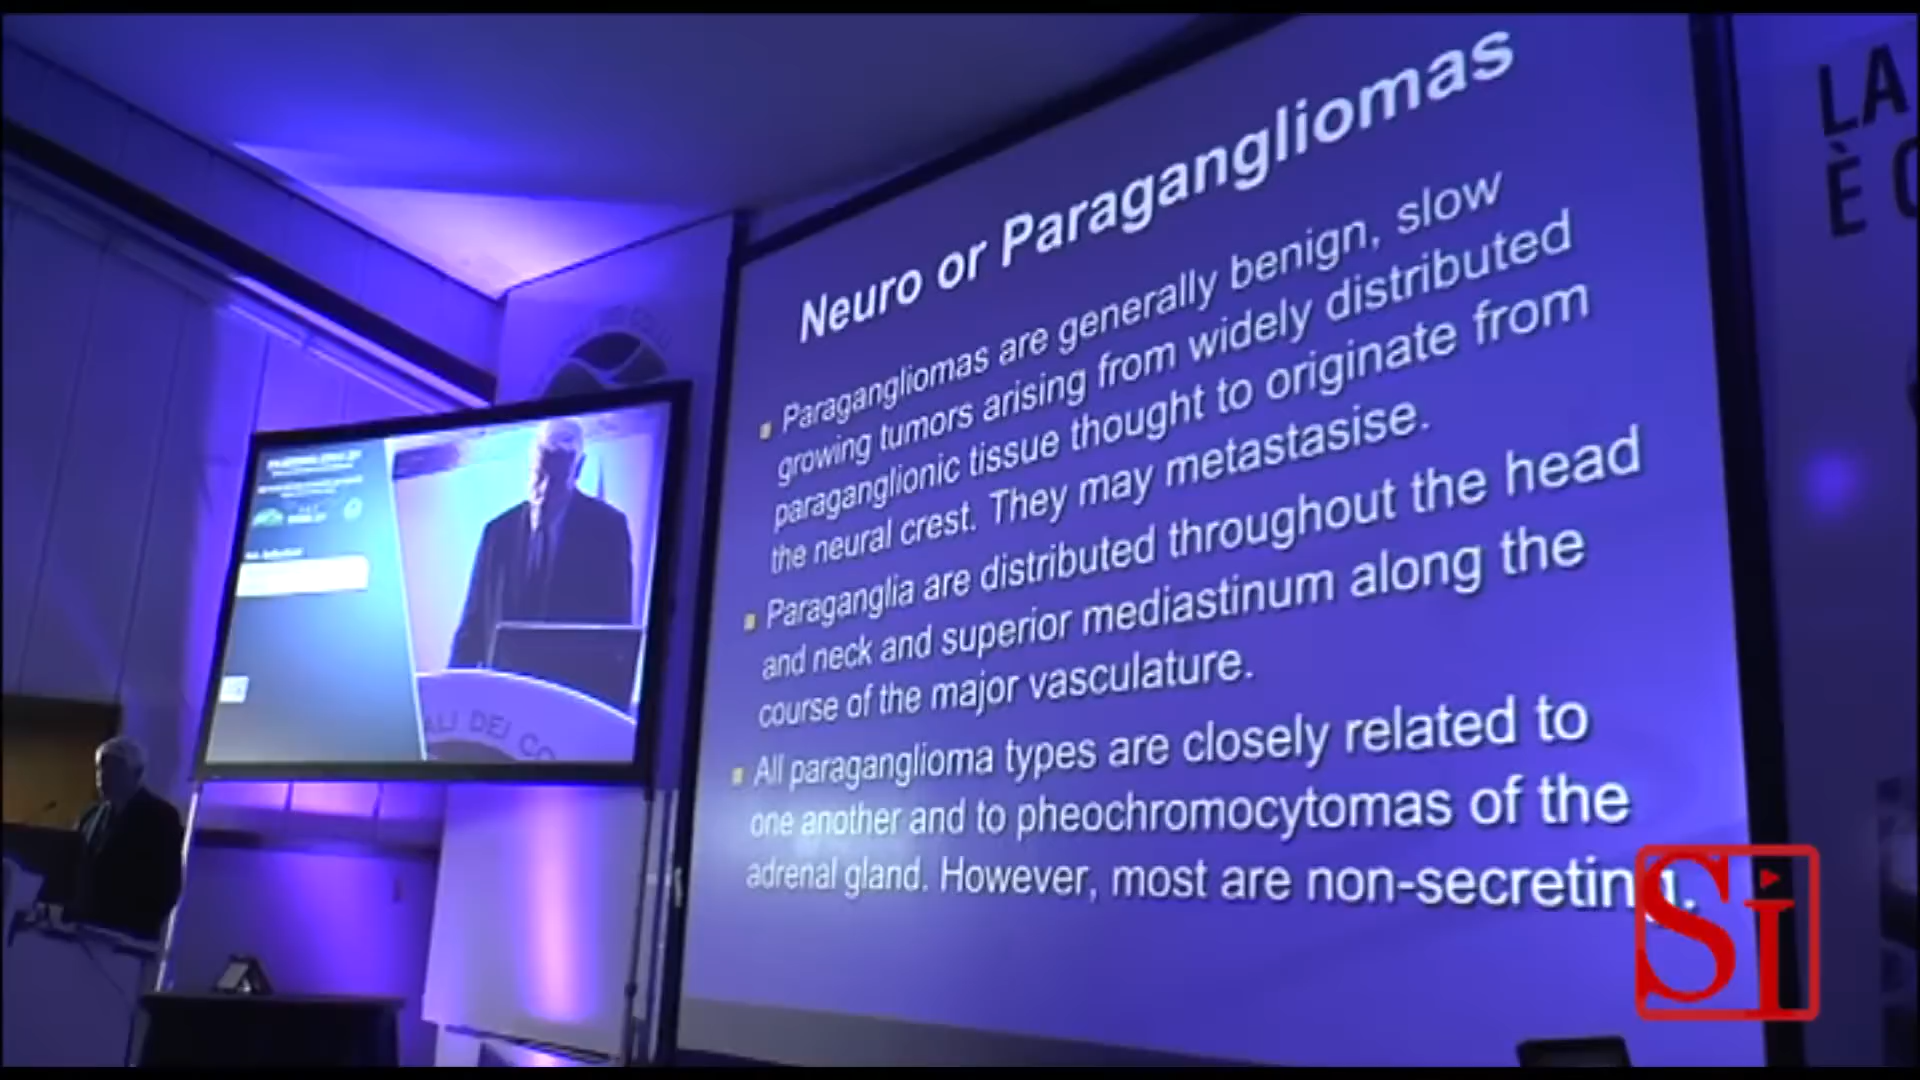 Neuro or Paragangliomas
Paragangliomas are generally benign, slow
growing tumors arising from widely distributed
paraganglionic tissue thought to originate from
the neural crest. They may metastasise.
Paraganglia are distributed throughout the head
and neck and superior mediastinum along the
course of the major vasculature.
All paraganglioma types are closely related to
one another and to pheochromocytomas of the
adrenal gland. However, most are non-secreting.
LA
È
ALI DEI CO
Si